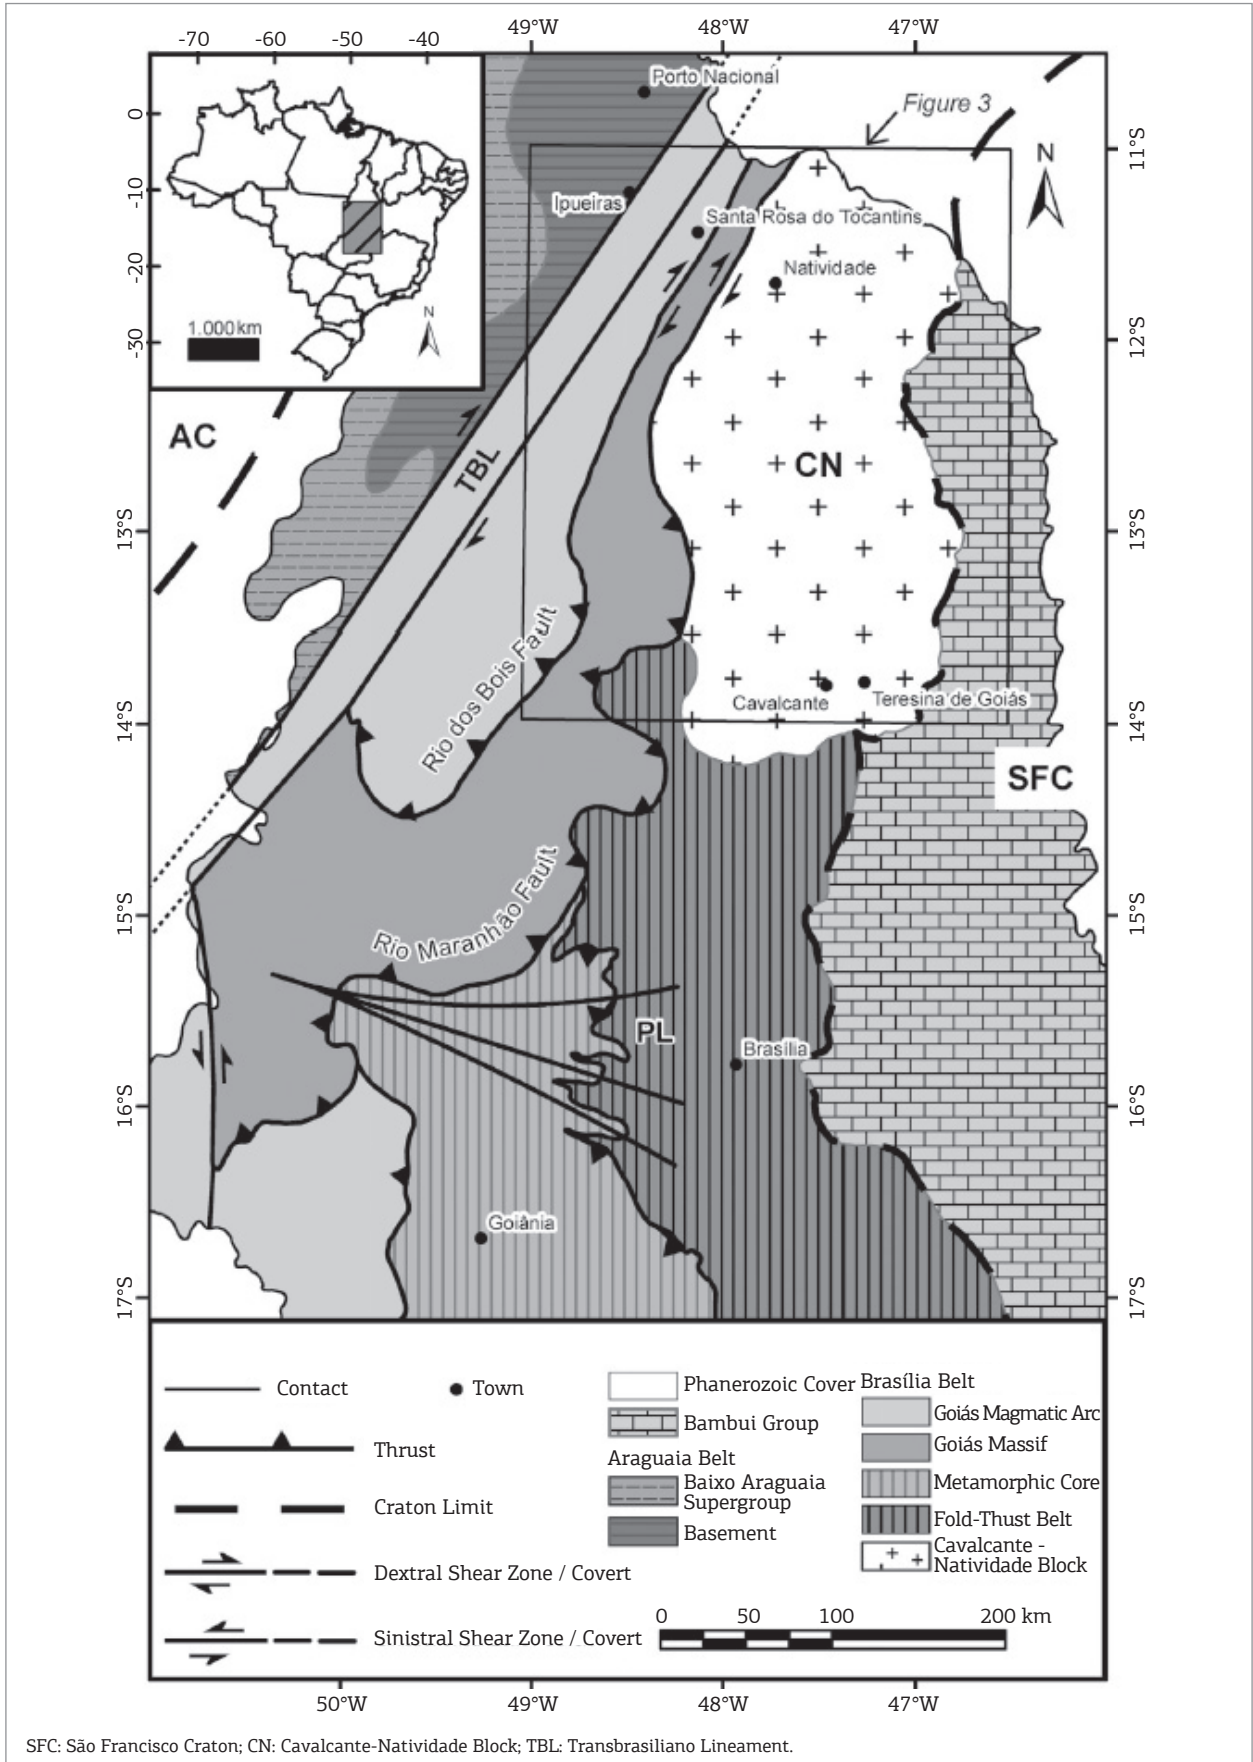 49°W 48°W 47°W
-70 -60 -50 -40
0
-10
-20
-30
1.000 km
N
Porto Nacional
Figure 3
N
Ipueiras
Santa Rosa do Tocantins
Natividade
11°S
12°S
13°S
14°S
15°S
16°S
17°S
AC
TBL
CN
13°S
14°S
15°S
16°S
17°S
Rio dos Bois Fault
Cavalcante
Teresina de Goiás
SFC
Rio Maranhão Fault
PL
Brasília
Goiânia
Contact
Town
Thrust
Craton Limit
Dextral Shear Zone / Covert
Sinistral Shear Zone / Covert
Phanerozoic Cover
Bambui Group
Araguaia Belt
Baixo Araguaia
Supergroup
Basement
Brasília Belt
Goiás Magmatic Arc
Goiás Massif
Metamorphic Core
Fold-Thust Belt
Cavalcante -
Natividade Block
0 50 100 200 km
50°W 49°W 48°W 47°W
SFC: São Francisco Craton; CN: Cavalcante-Natividade Block; TBL: Transbrasiliano Lineament.